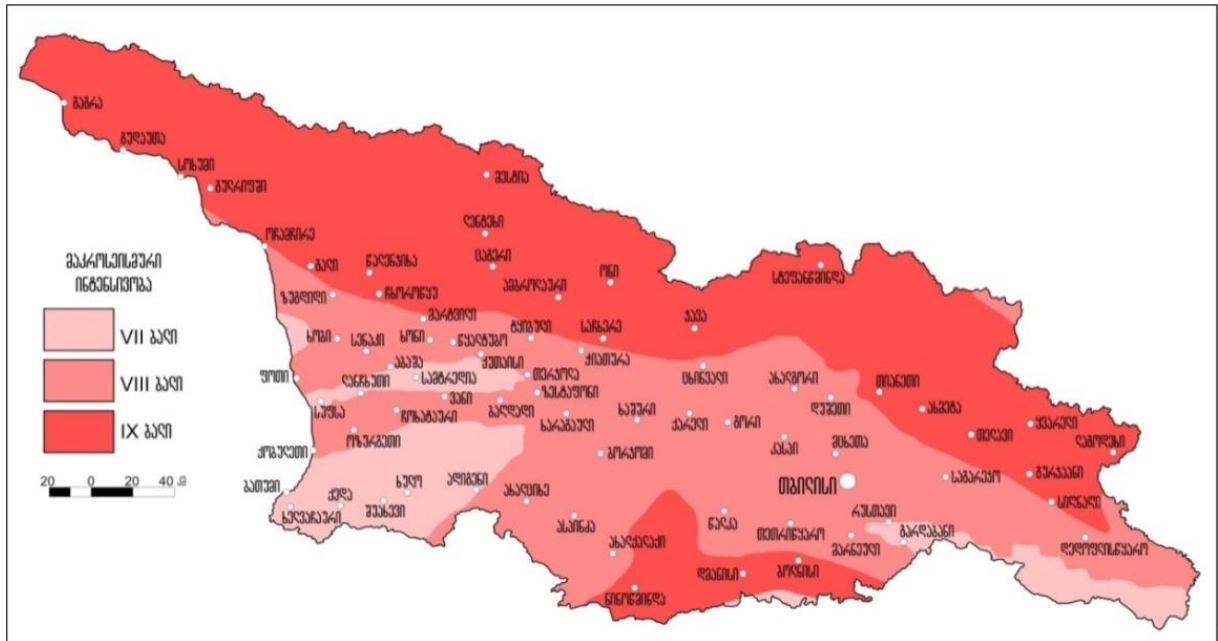 გაგრა
გუდაუთა
სოხუმი
გულრიფში
მესტია
ოჩამჩირე
ლენტეხი
გალი
წალენჯიხა
ცაგერი
ონი
სტეფანწმინდა
ამბროლაური
ზუგდიდი
ჩხოროწყუ
მაკროსეისმური
ინტენსივობა
VII ბალი
VIII ბალი
IX ბალი
20 0 20 40 კმ
მარტვილი
ტყიბული
საჩხერე
ჯავა
ხობი
სენაკი
ხონი
წყალტუბო
ქუთაისი
ჭიათურა
აბაშა
თერჯოლა
ცხინვალი
ახალგორი
თიანეთი
ფოთი
ლანჩხუთი
სამტრედია
ზესტაფონი
დუშეთი
ახმეტა
ყვარელი
სუფსა
ვანი
ბაღდადი
ხაშური
ქარელი
გორი
თელავი
ლაგოდეხი
ჩოხატაური
ხარაგაული
ოზურგეთი
ბორჯომი
კასპი
მცხეთა
ქობულეთი
საგარეჯო
გურჯაანი
ბათუმი
ქედა
ხულო
ადიგენი
ახალციხე
თბილისი
სიღნაღი
ხელვაჩაური
შუახევი
ასპინძა
წალკა
თეთრიწყარო
რუსთავი
გარდაბანი
ახალქალაქი
მარნეული
დედოფლისწყარო
დმანისი
ბოლნისი
ნინოწმინდა